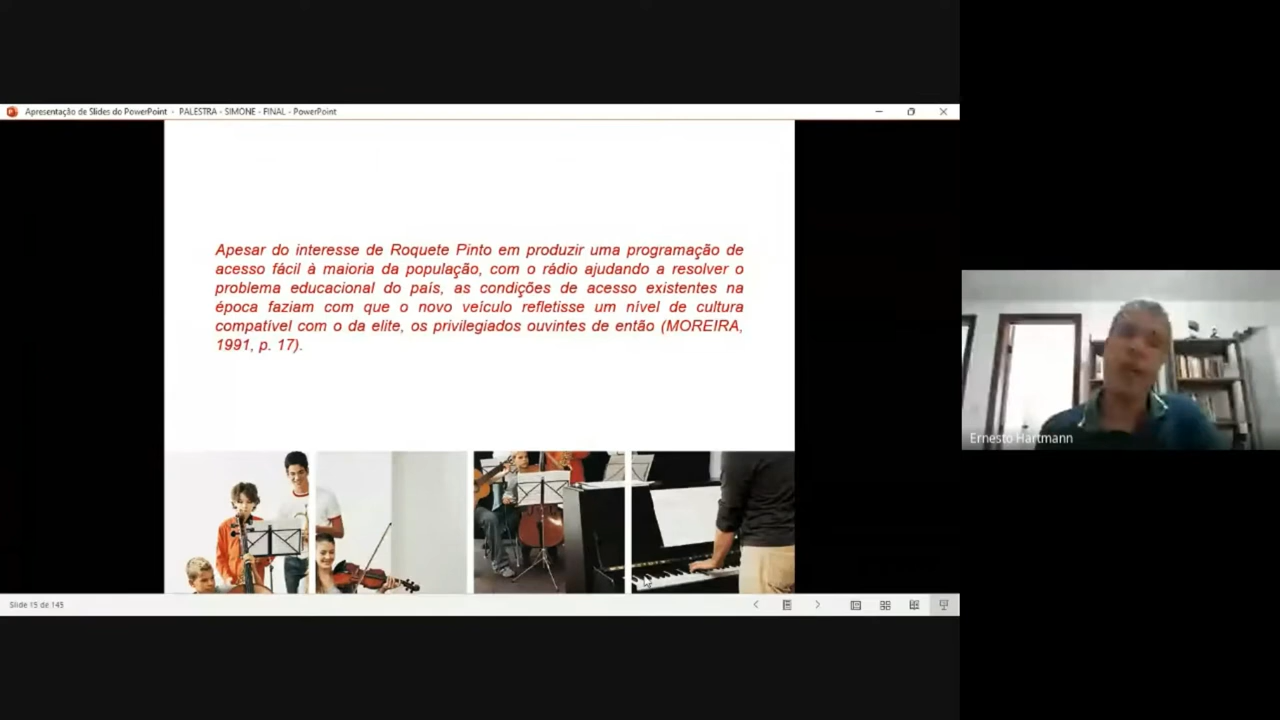 Apresentação de Slides do PowerPoint - PALESTRA - SIMONE - FINAL - PowerPoint
Apesar do interesse de Roquete Pinto em produzir uma programação de
acesso fácil à maioria da população, com o rádio ajudando a resolver o
problema educacional do país, as condições de acesso existentes na
época faziam com que o novo veículo refletisse um nível de cultura
compatível com o da elite, os privilegiados ouvintes de então (MOREIRA,
1991, p. 17).
Ernesto Hartmann
Slide 15 de 145